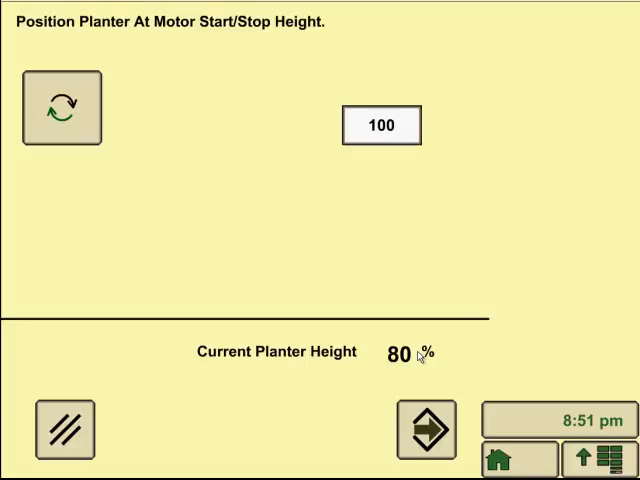 Position Planter At Motor Start/Stop Height.
100
Current Planter Height 80 %
8:51 pm